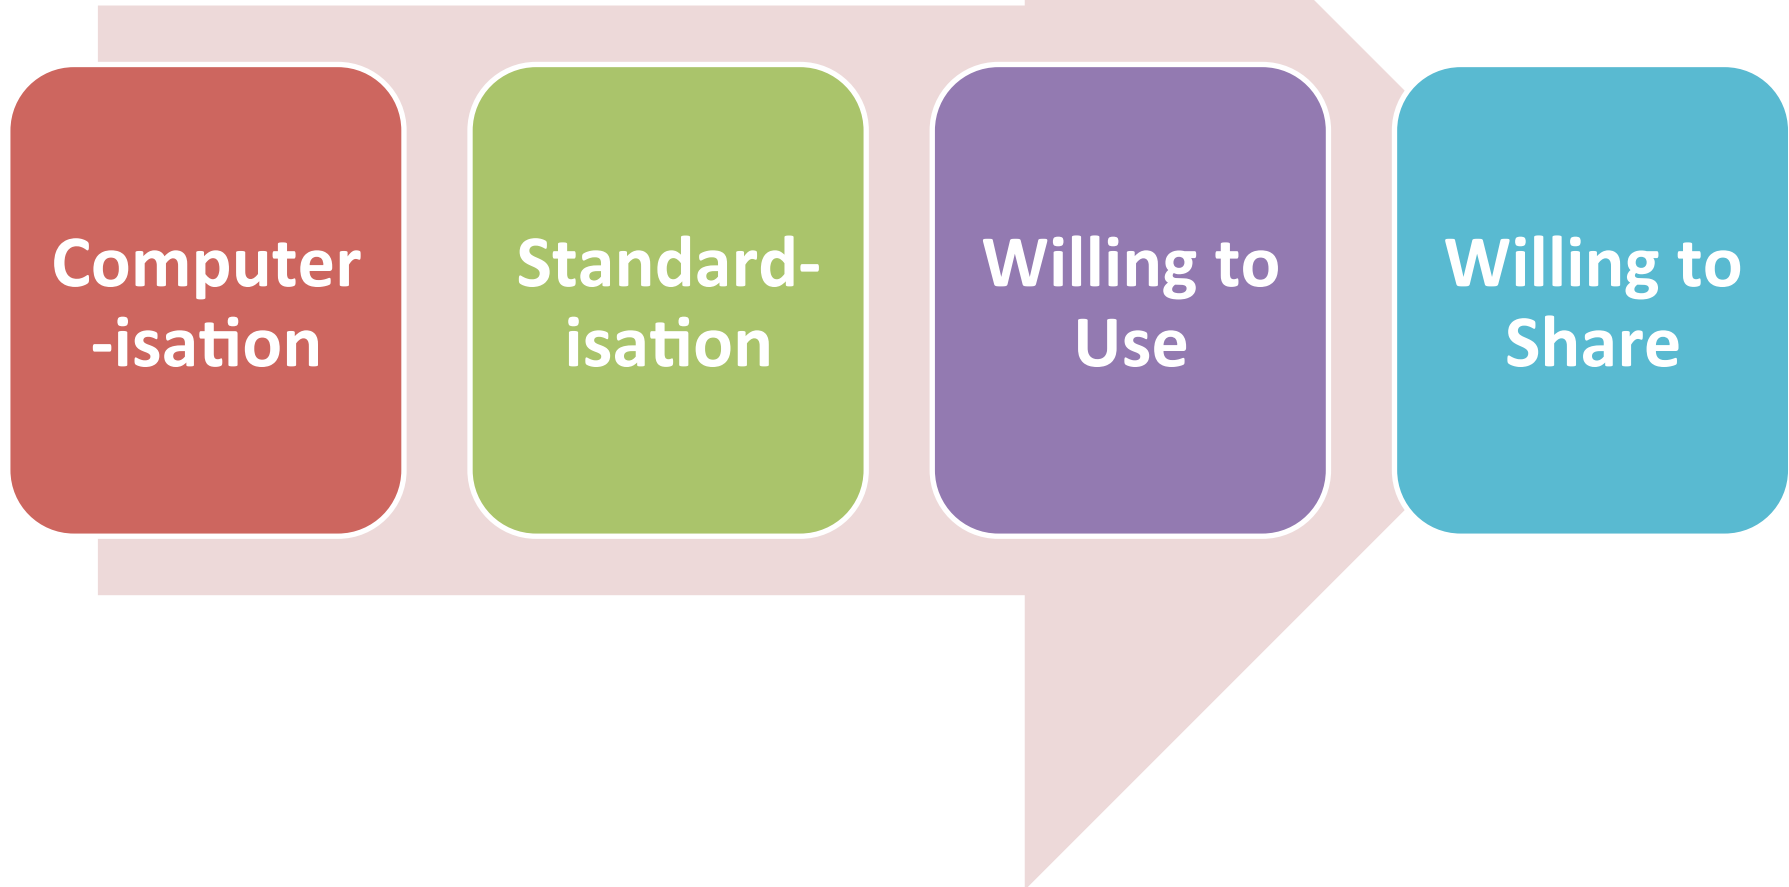 Computer
-isation
Standard-
isation
Willing to
Use
Willing to
Share